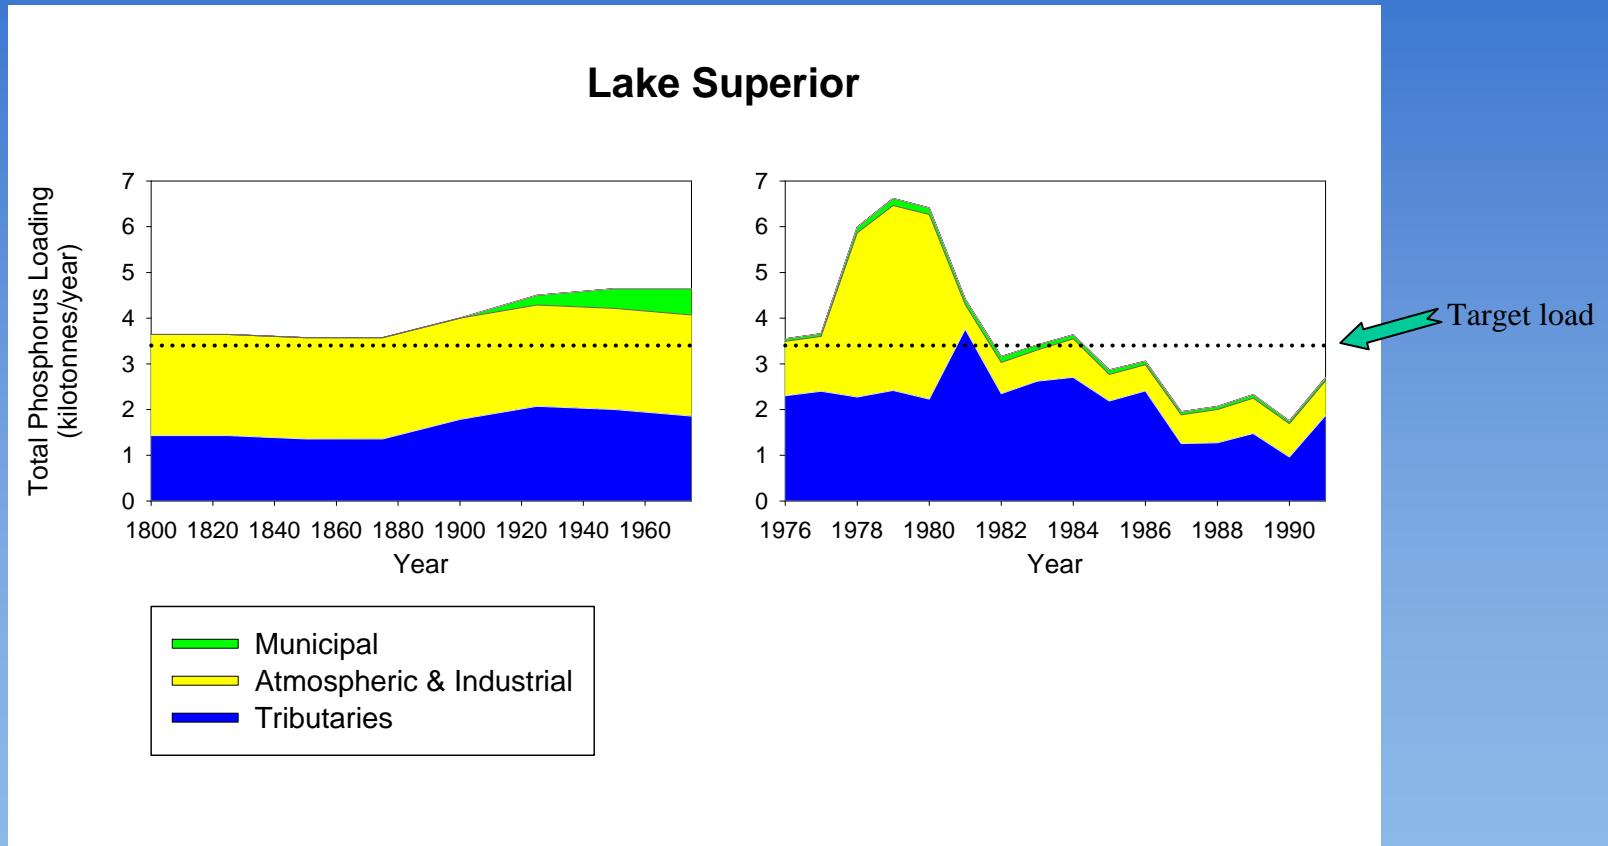 Lake Superior
Total Phosphorus Loading
(kilotonnes/year)
7
6
5
4
3
2
1
0
1800 1820 1840 1860 1880 1900 1920 1940 1960
Year
7
6
5
4
3
2
1
0
1976 1978 1980 1982 1984 1986 1988 1990
Year
Target load
Municipal
Atmospheric & Industrial
Tributaries